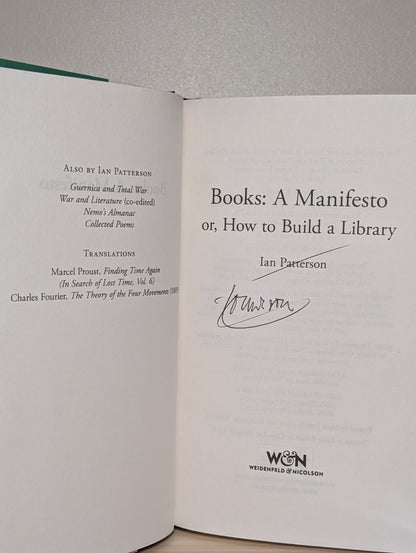 ALSO BY IAN PATTERSON
Guernica and Total War
War and Literature (co-edited)
Nemo's Almanac
Collected Poems
TRANSLATIONS
Marcel Proust, Finding Time Again
(In Search of Lost Time, Vol. 6)
Charles Fourier, The Theory of the Four Movements
Books: A Manifesto
or, How to Build a Library
Ian Patterson
W&N
WEIDENFELD & NICOLSON